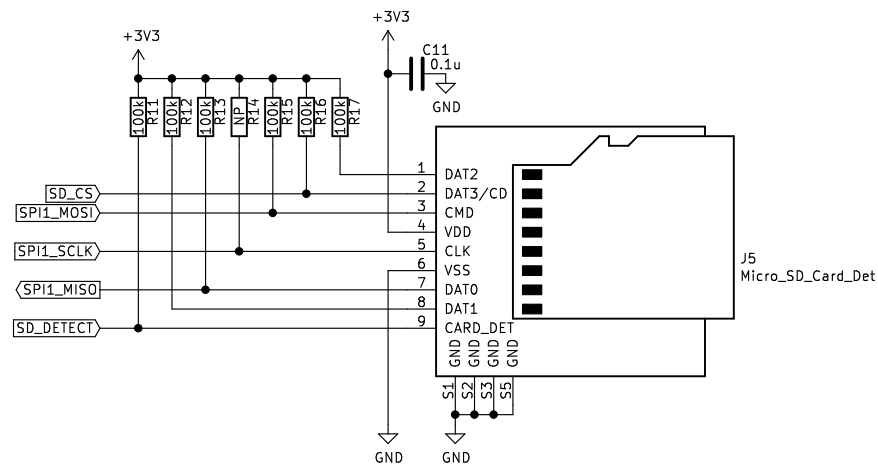 +3V3
+3V3
C11
0.1u
GND
100k R11
100k R12
100k R13
NP R14
100k R15
100k R16
100k R17
1 DAT2
SD_CS 2 DAT3/CD
SPI1_MOSI 3 CMD
4 VDD
SPI1_SCLK 5 CLK
6 VSS
SPI1_MISO 7 DAT0
8 DAT1
SD_DETECT 9 CARD_DET
J5
Micro_SD_Card_Det
GND GND GND GND
S1 S2 S3 S5
GND
GND